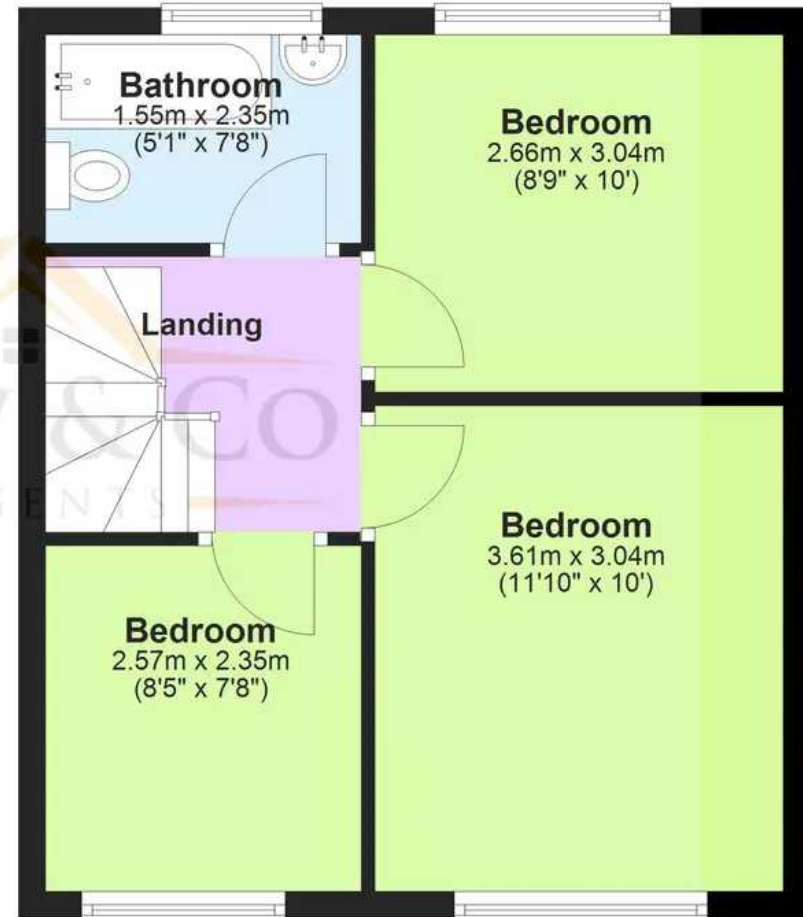 Bathroom
1.55m x 2.35m
(5'1" x 7'8")
Bedroom
2.66m x 3.04m
(8'9" x 10')
Landing
& Co
Bedroom
3.61m x 3.04m
(11'10" x 10')
Bedroom
2.57m x 2.35m
(8'5" x 7'8")